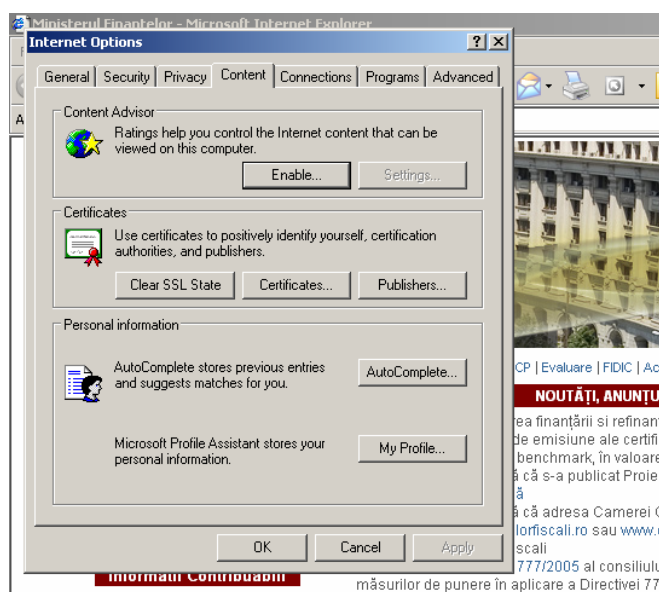 Ministerul Finantelor - Microsoft Internet Explorer
Internet Options
General Security Privacy Content Connections Programs Advanced
Content Advisor
Ratings help you control the Internet content that can be
viewed on this computer.
Enable... Settings...
Certificates
Use certificates to positively identify yourself, certification
authorities, and publishers.
Clear SSL State Certificates... Publishers...
Personal information
AutoComplete stores previous entries
and suggests matches for you.
AutoComplete...
Microsoft Profile Assistant stores your
personal information.
My Profile...
OK Cancel Apply
CP | Evaluare | FIDIC | Ac
NOUTĂŢI, ANUNŢU
rea finanţării si refinan
de emisiune ale certifi
benchmark, în valoare
ă că s-a publicat Proie
ă
ă că adresa Camerei C
lorfiscali.ro sau www.
scali
777/2005 al consiliulu
măsurilor de punere în aplicare a Directivei 77
Informatii Contribuabili